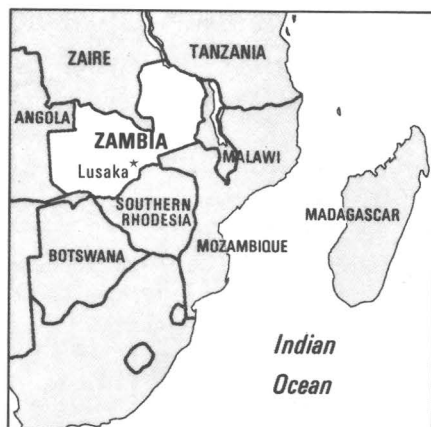 ZAIRE
TANZANIA
ANGOLA
ZAMBIA
Lusaka
MALAWI
SOUTHERN
RHODESIA
MADAGASCAR
MOZAMBIQUE
BOTSWANA
Indian
Ocean